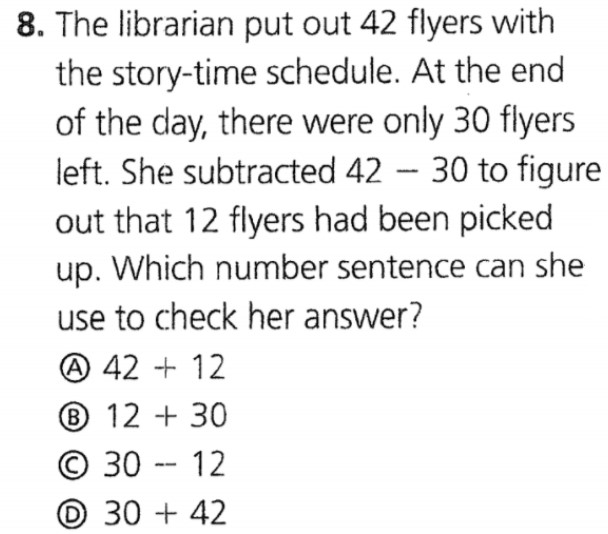 8. The librarian put out 42 flyers with
the story-time schedule. At the end
of the day, there were only 30 flyers
left. She subtracted 42 − 30 to figure
out that 12 flyers had been picked
up. Which number sentence can she
use to check her answer?
Ⓐ 42 + 12
Ⓑ 12 + 30
Ⓒ 30 − 12
Ⓓ 30 + 42